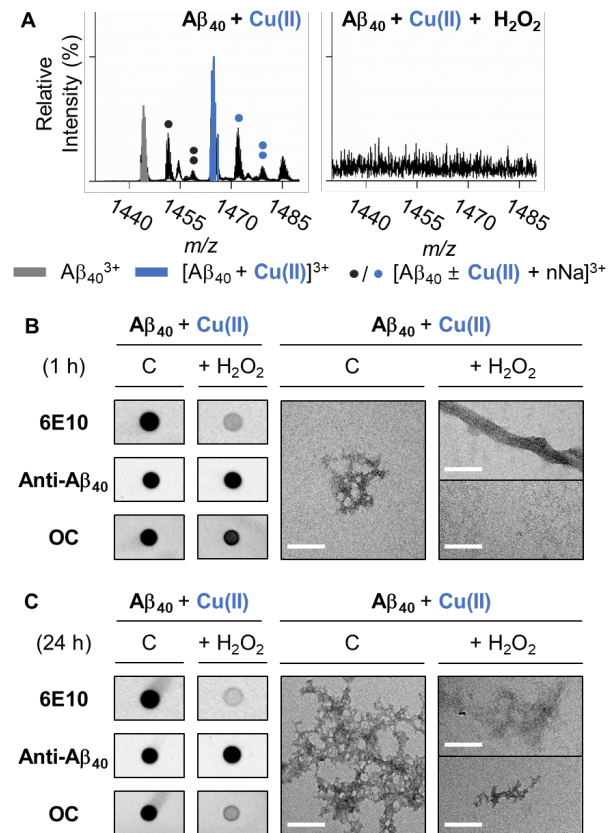 A
Aβ₄₀ + Cu(II)
Aβ₄₀ + Cu(II) + H₂O₂
Relative
Intensity (%)
1440 1455 1470 1485
1440 1455 1470 1485
m/z
m/z
Aβ₄₀³⁺ [Aβ₄₀ + Cu(II)]³⁺ ●/● [Aβ₄₀ ± Cu(II) + nNa]³⁺
B
Aβ₄₀ + Cu(II)
Aβ₄₀ + Cu(II)
(1 h) C + H₂O₂ C + H₂O₂
6E10
Anti-Aβ₄₀
OC
C
Aβ₄₀ + Cu(II)
Aβ₄₀ + Cu(II)
(24 h) C + H₂O₂ C + H₂O₂
6E10
Anti-Aβ₄₀
OC